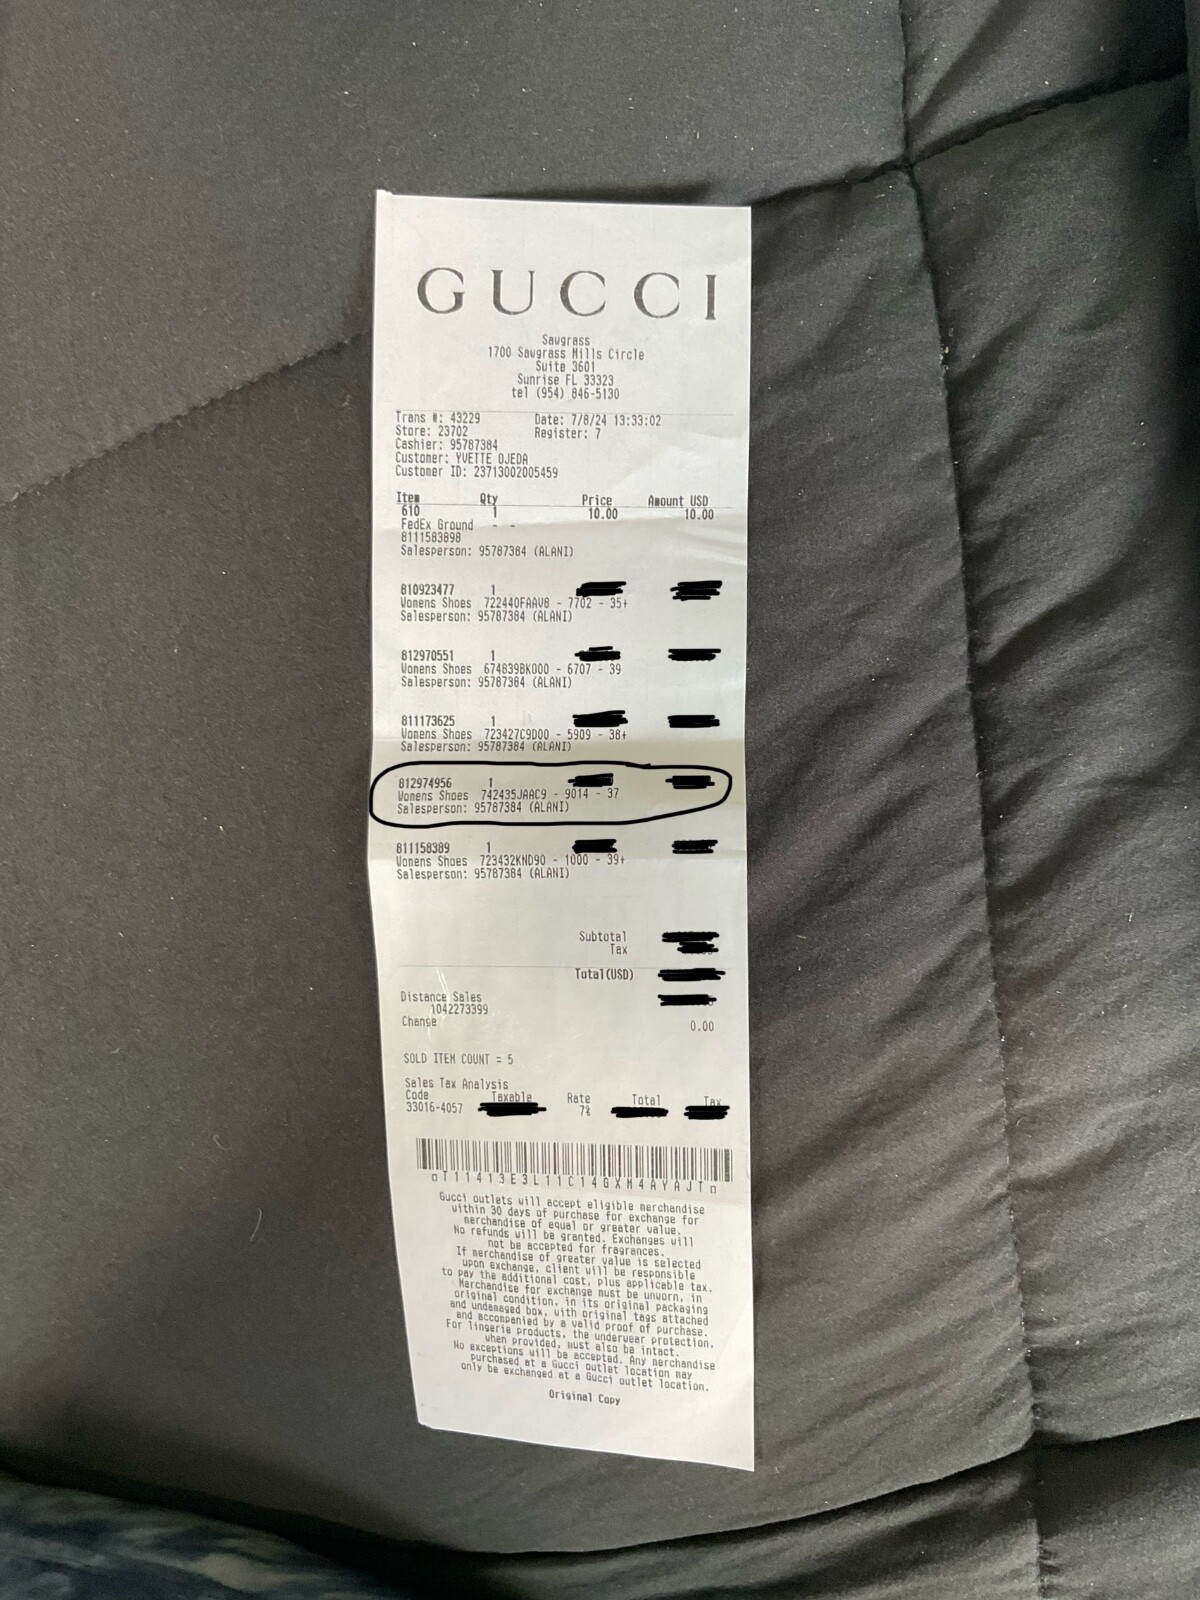 GUCCI
Sawgrass
1700 Sawgrass Mills Circle
Suite 3601
Sunrise FL 33323
tel (954) 846-5130
Trans #: 43229 Date: 7/8/24 13:33:02
Store: 23702 Register: 7
Cashier: 95787384
Customer: YVETTE OJEDA
Customer ID: 23713002005459
Item Qty Price Amount USD
610 1 10.00 10.00
FedEx Ground - -
8111583898
Salesperson: 95787384 (ALANI)
810923477 1
Womens Shoes 722440FAAV8 - 7702 - 35+
Salesperson: 95787384 (ALANI)
812970551 1
Womens Shoes 674839BKO00 - 6707 - 39
Salesperson: 95787384 (ALANI)
811173625 1
Womens Shoes 723427C9D00 - 5909 - 38+
Salesperson: 95787384 (ALANI)
812974956 1
Womens Shoes 742435JAAC9 - 9014 - 37
Salesperson: 95787384 (ALANI)
811158389 1
Womens Shoes 723432KND90 - 1000 - 39+
Salesperson: 95787384 (ALANI)
Subtotal
Tax
Total(USD)
Distance Sales
1042273399
Change 0.00
SOLD ITEM COUNT = 5
Sales Tax Analysis
Code Taxable Rate Total Tax
33016-4057 7%
T11413E3L11C14GXM4AYAJT
Gucci outlets will accept eligible merchandise
within 30 days of purchase for exchange for
merchandise of equal or greater value.
No refunds will be granted. Exchanges will
not be accepted for fragrances.
If merchandise of greater value is selected
upon exchange, client will be responsible
to pay the additional cost, plus applicable tax.
Merchandise for exchange must be unworn, in
original condition, in its original packaging
and undamaged box, with original tags attached
and accompanied by a valid proof of purchase.
For lingerie products, the underwear protection,
when provided, must also be intact.
No exceptions will be accepted. Any merchandise
purchased at a Gucci outlet location may
only be exchanged at a Gucci outlet location.
Original Copy